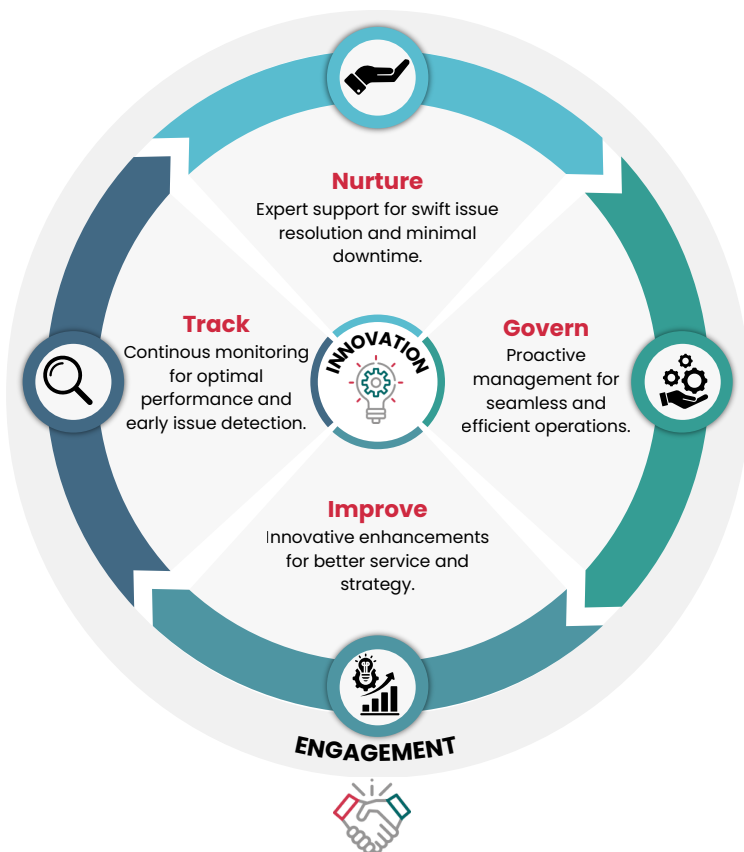 Nurture
Expert support for swift issue
resolution and minimal
downtime.
Track
Continous monitoring
for optimal
performance and
early issue detection.
INNOVATION
Govern
Proactive
management for
seamless and
efficient operations.
Improve
Innovative enhancements
for better service and
strategy.
ENGAGEMENT